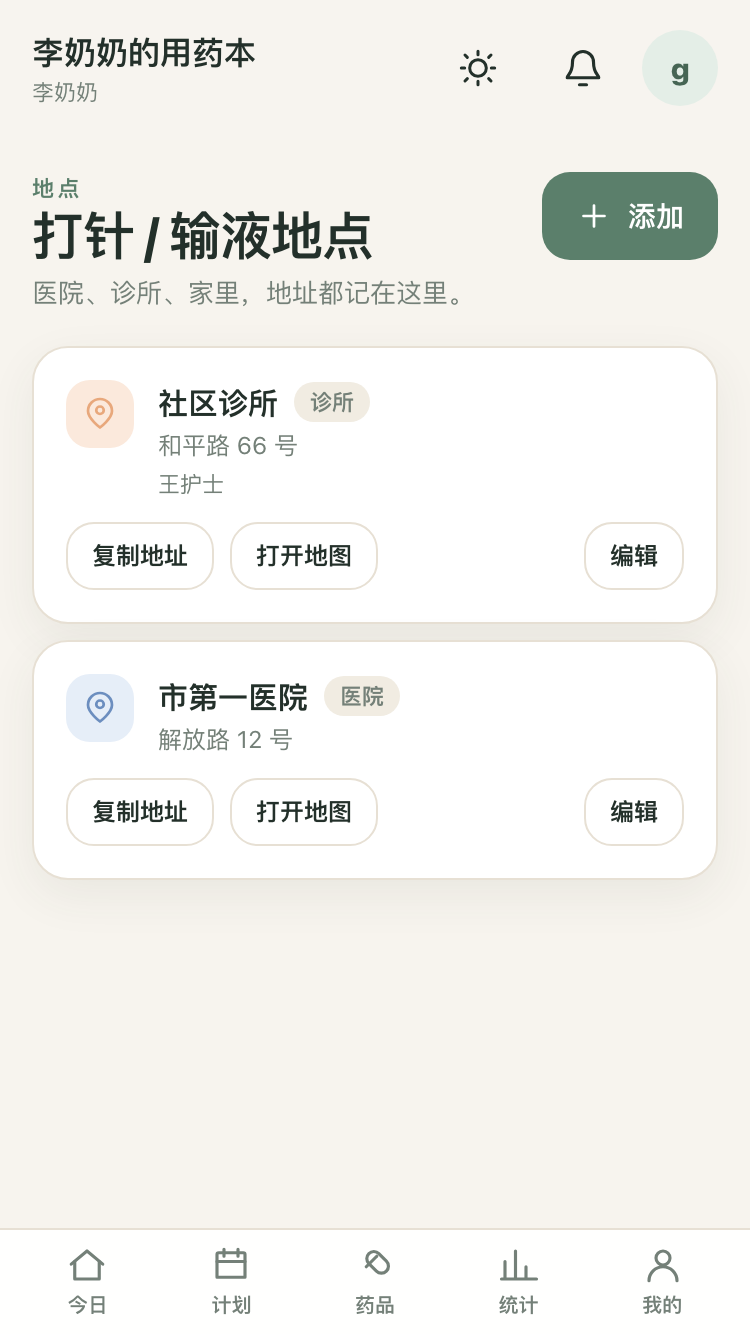 李奶奶的用药本
李奶奶
g
地点
打针 / 输液地点
添加
医院、诊所、家里，地址都记在这里。
社区诊所 诊所
和平路 66 号
王护士
复制地址 打开地图 编辑
市第一医院 医院
解放路 12 号
复制地址 打开地图 编辑
今日 计划 药品 统计 我的